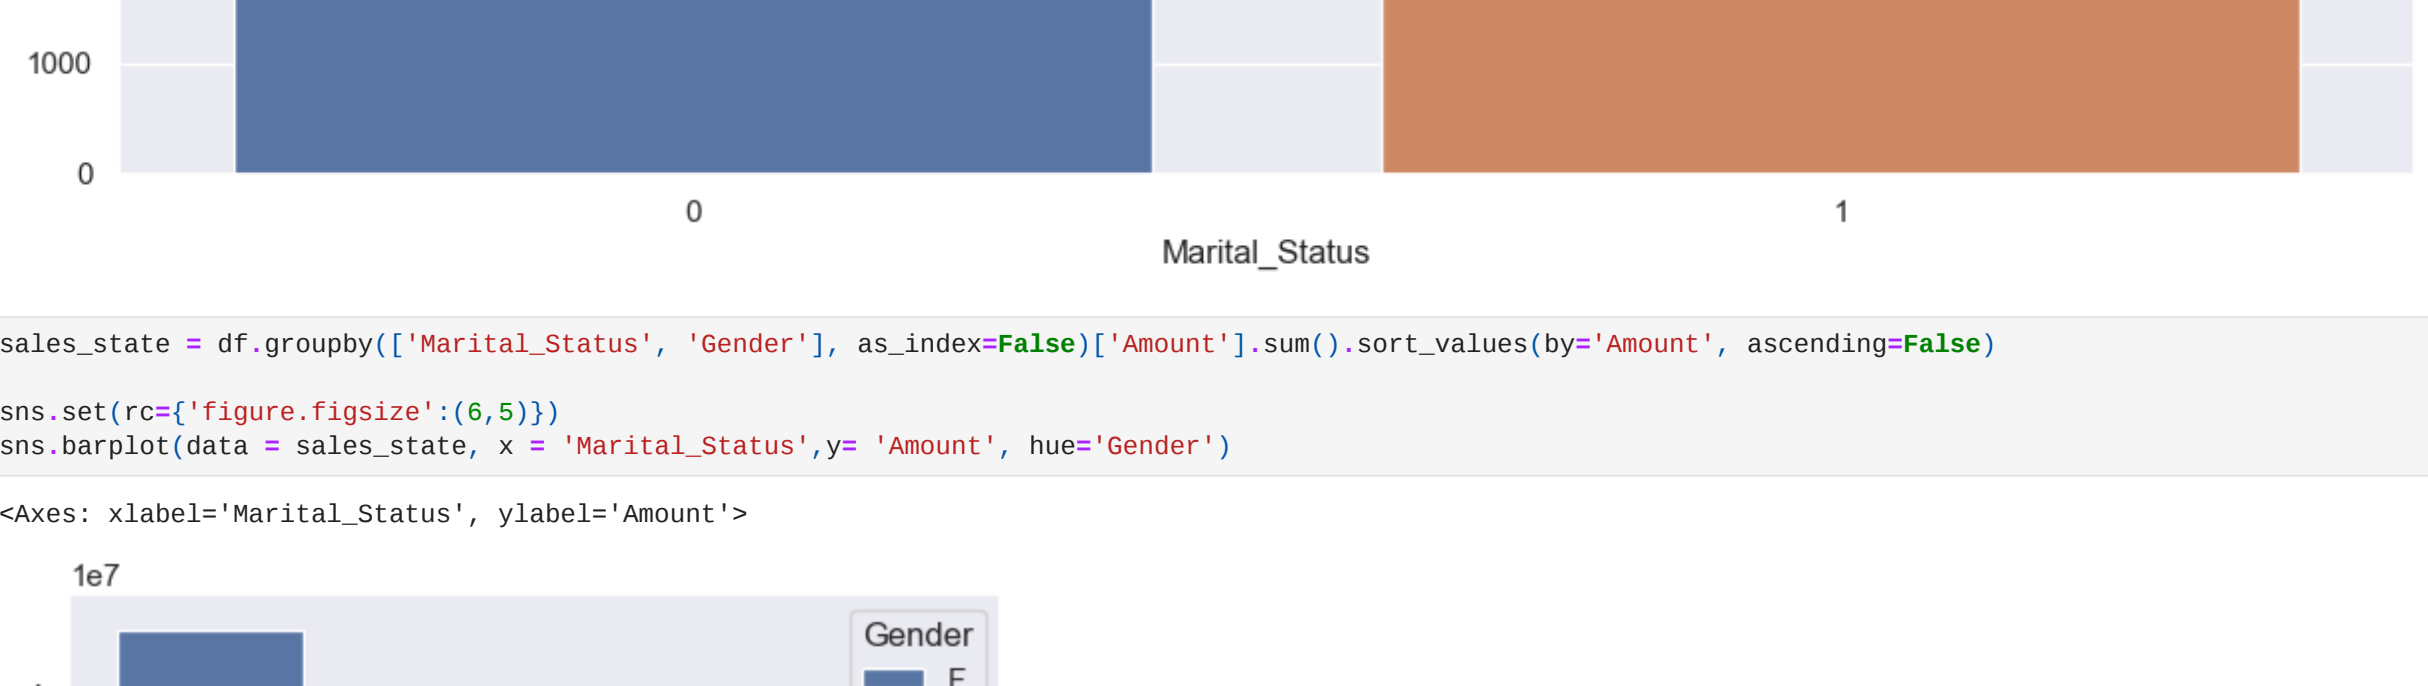 1000
0
0 1
Marital_Status
sales_state = df.groupby(['Marital_Status', 'Gender'], as_index=False)['Amount'].sum().sort_values(by='Amount', ascending=False)
sns.set(rc={'figure.figsize':(6,5)})
sns.barplot(data = sales_state, x = 'Marital_Status',y= 'Amount', hue='Gender')
<Axes: xlabel='Marital_Status', ylabel='Amount'>
1e7
Gender
F